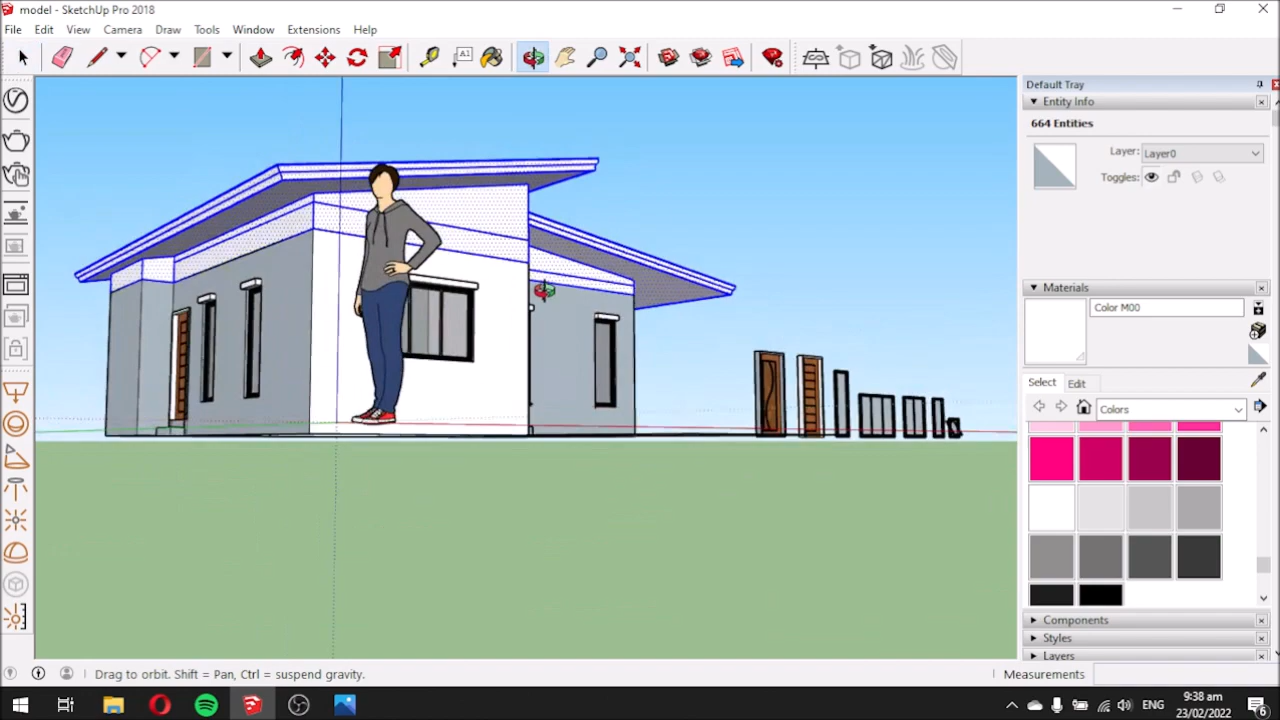 model - SketchUp Pro 2018
File Edit View Camera Draw Tools Window Extensions Help
A1
Default Tray
Entity Info
664 Entities
Layer: Layer0
Toggles:
Materials
Color M00
Select Edit
Colors
Components
Styles
Layers
Drag to orbit. Shift = Pan, Ctrl = suspend gravity.
Measurements
ENG
9:38 am
23/02/2022
6